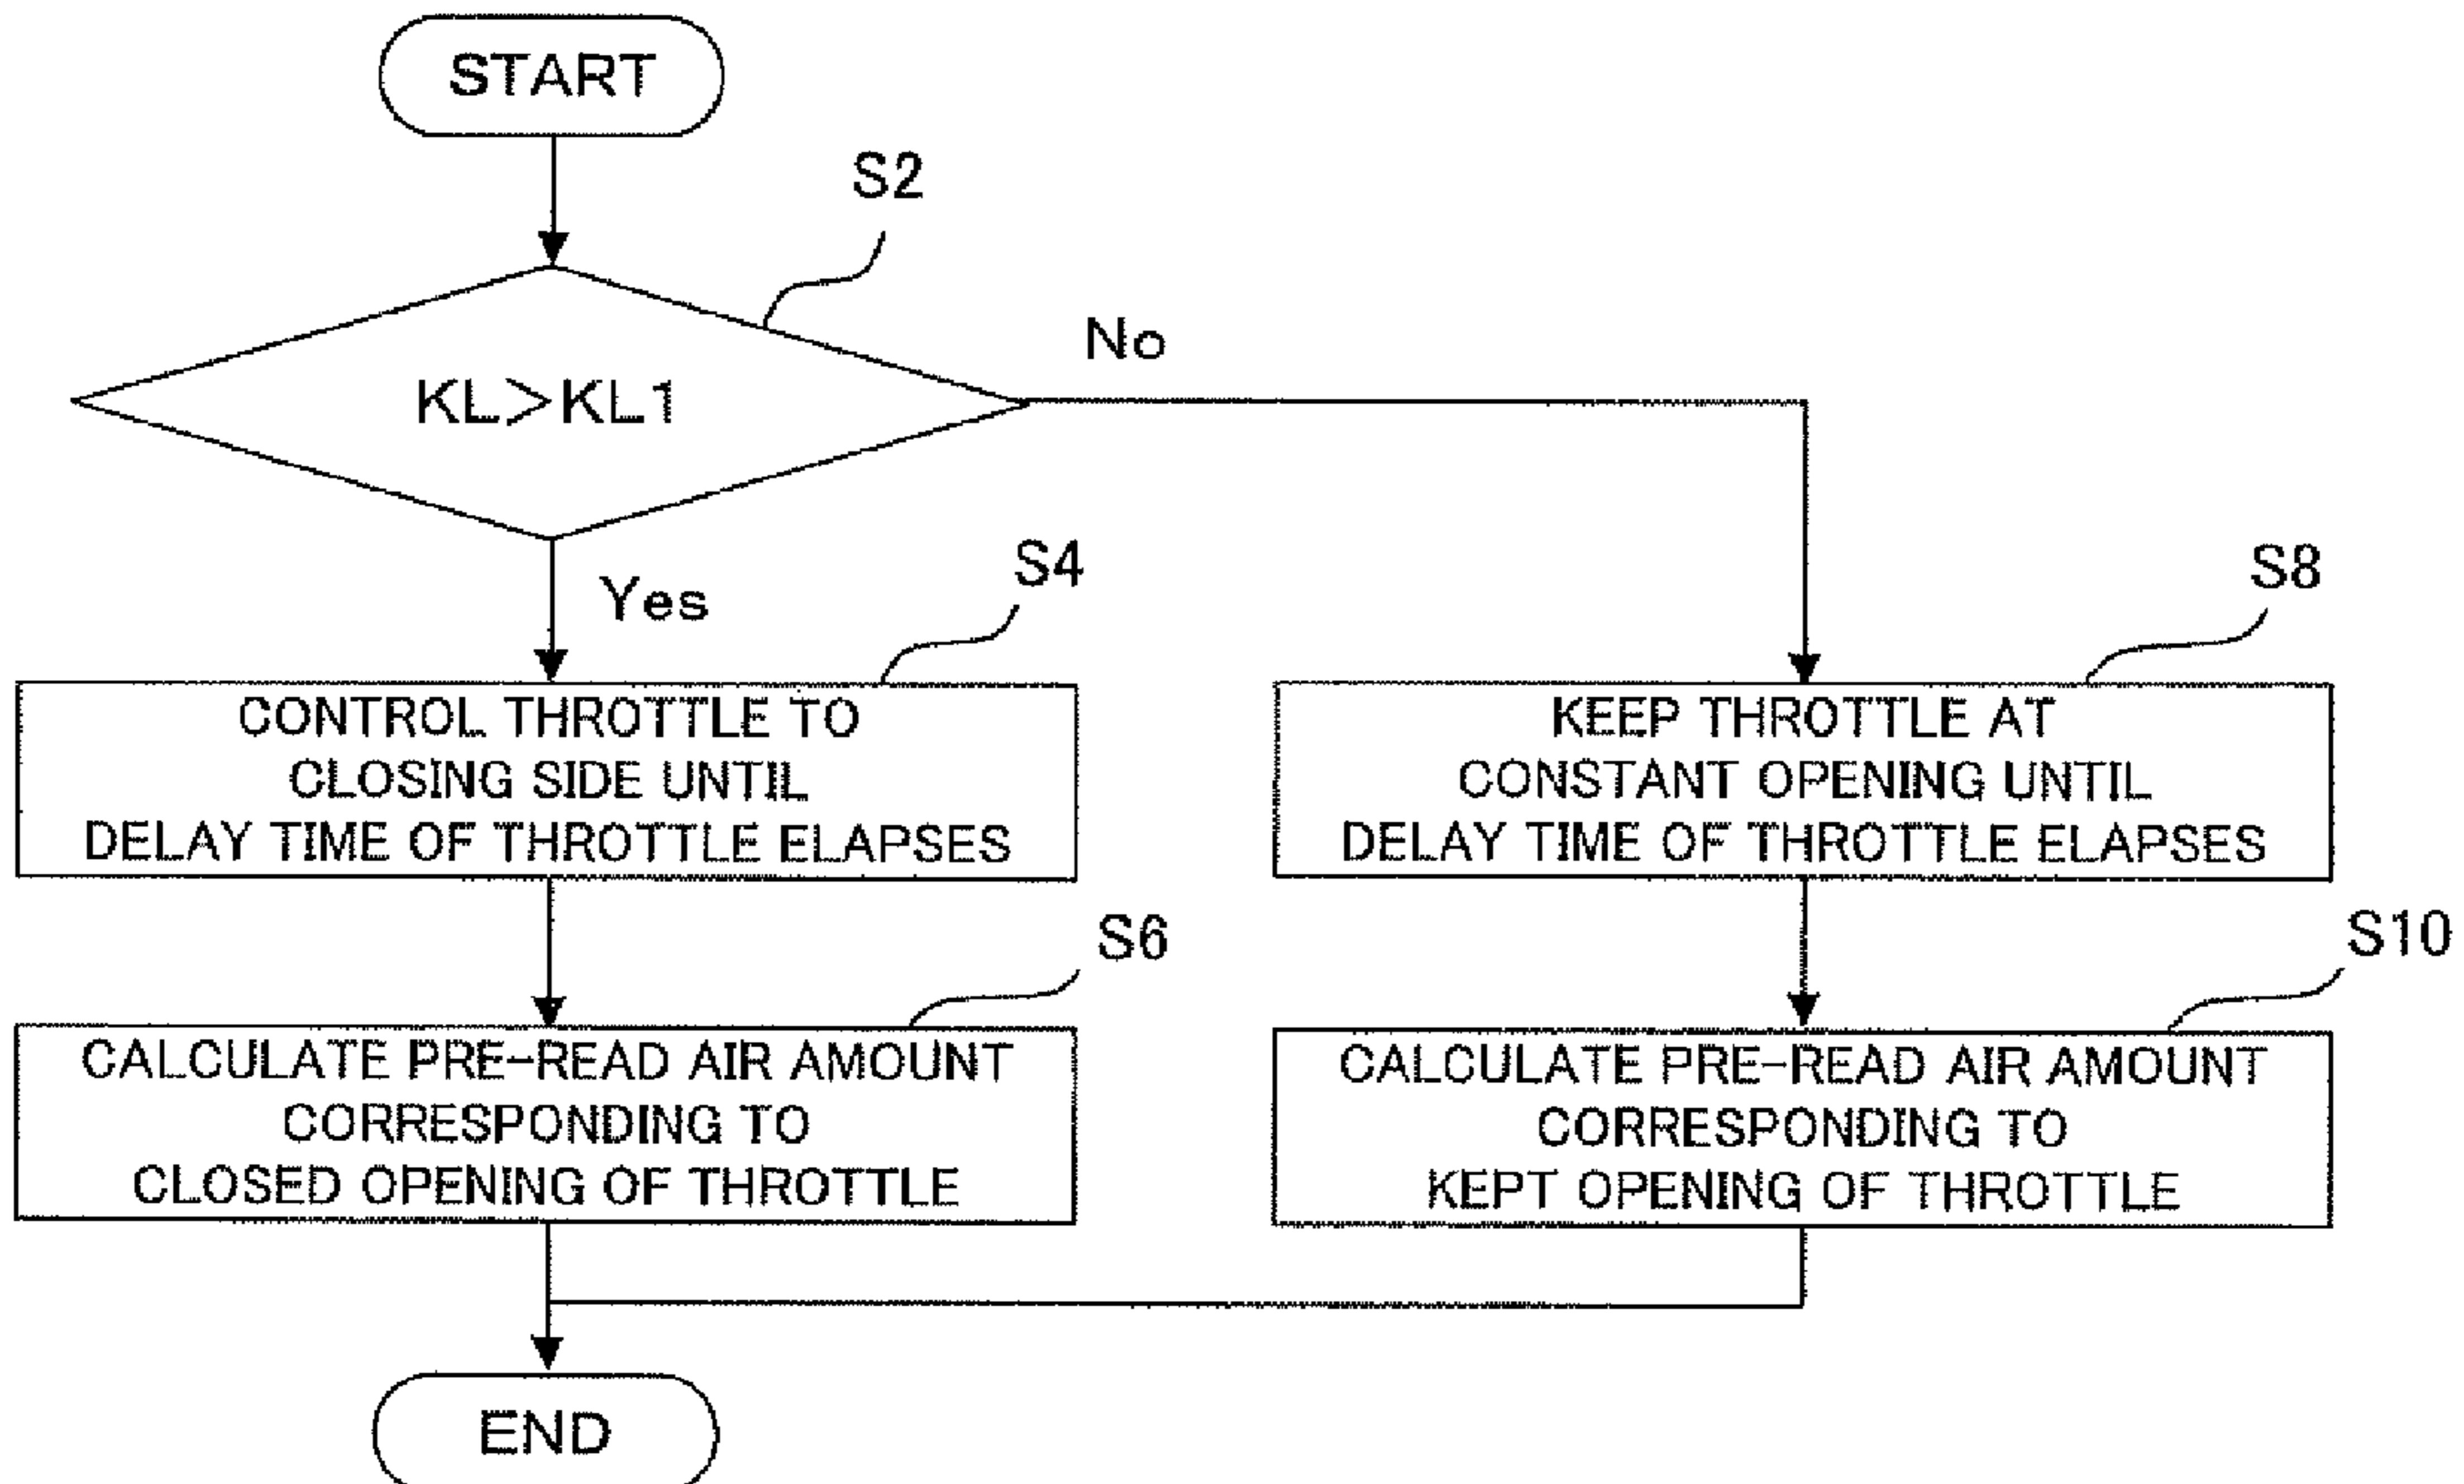 START
S2
KL>KL1
No
Yes
S4
CONTROL THROTTLE TO
CLOSING SIDE UNTIL
DELAY TIME OF THROTTLE ELAPSES
S8
KEEP THROTTLE AT
CONSTANT OPENING UNTIL
DELAY TIME OF THROTTLE ELAPSES
S6
CALCULATE PRE-READ AIR AMOUNT
CORRESPONDING TO
CLOSED OPENING OF THROTTLE
S10
CALCULATE PRE-READ AIR AMOUNT
CORRESPONDING TO
KEPT OPENING OF THROTTLE
END